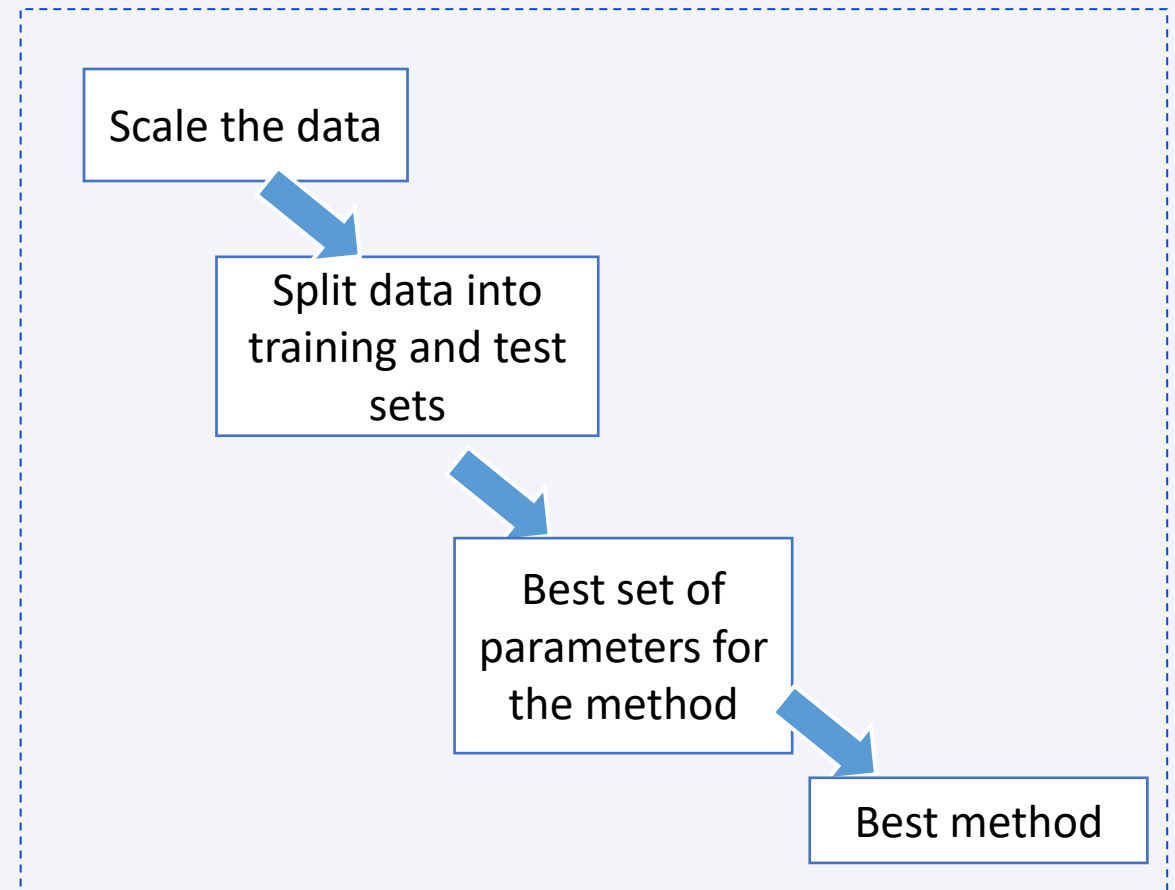 Scale the data
Split data into
training and test
sets
Best set of
parameters for
the method
Best method